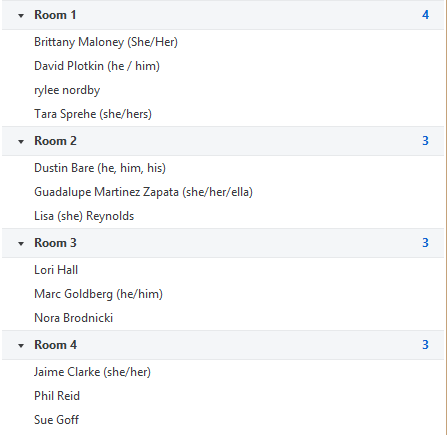 Room 1 4
Brittany Maloney (She/Her)
David Plotkin (he / him)
rylee nordby
Tara Sprehe (she/hers)
Room 2 3
Dustin Bare (he, him, his)
Guadalupe Martinez Zapata (she/her/ella)
Lisa (she) Reynolds
Room 3 3
Lori Hall
Marc Goldberg (he/him)
Nora Brodnicki
Room 4 3
Jaime Clarke (she/her)
Phil Reid
Sue Goff